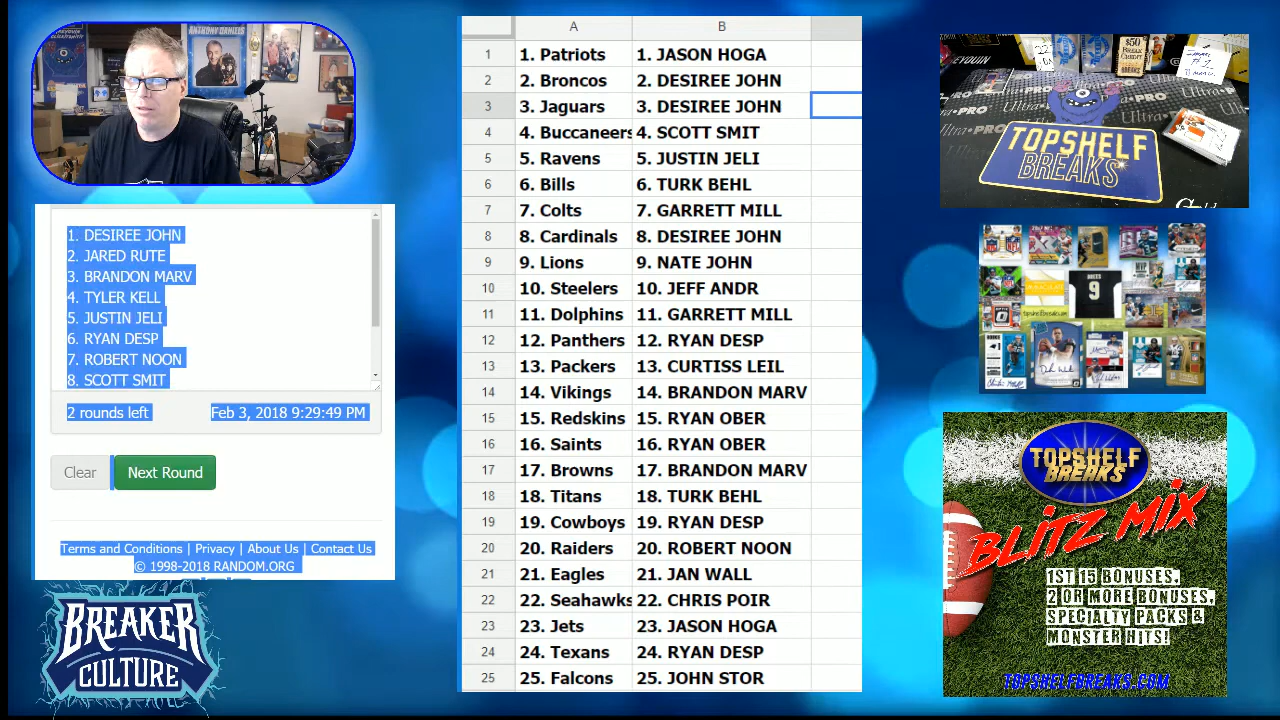 ANTHONY DANIELS
1. DESIREE JOHN
2. JARED RUTE
3. BRANDON MARV
4. TYLER KELL
5. JUSTIN JELI
6. RYAN DESP
7. ROBERT NOON
8. SCOTT SMIT
2 rounds left Feb 3, 2018 9:29:49 PM
Clear Next Round
Terms and Conditions | Privacy | About Us | Contact Us
© 1998-2018 RANDOM.ORG
BREAKER
CULTURE
A B
1 1. Patriots 1. JASON HOGA
2 2. Broncos 2. DESIREE JOHN
3 3. Jaguars 3. DESIREE JOHN
4 4. Buccaneers 4. SCOTT SMIT
5 5. Ravens 5. JUSTIN JELI
6 6. Bills 6. TURK BEHL
7 7. Colts 7. GARRETT MILL
8 8. Cardinals 8. DESIREE JOHN
9 9. Lions 9. NATE JOHN
10 10. Steelers 10. JEFF ANDR
11 11. Dolphins 11. GARRETT MILL
12 12. Panthers 12. RYAN DESP
13 13. Packers 13. CURTISS LEIL
14 14. Vikings 14. BRANDON MARV
15 15. Redskins 15. RYAN OBER
16 16. Saints 16. RYAN OBER
17 17. Browns 17. BRANDON MARV
18 18. Titans 18. TURK BEHL
19 19. Cowboys 19. RYAN DESP
20 20. Raiders 20. ROBERT NOON
21 21. Eagles 21. JAN WALL
22 22. Seahawks 22. CHRIS POIR
23 23. Jets 23. JASON HOGA
24 24. Texans 24. RYAN DESP
25 25. Falcons 25. JOHN STOR
$50
BREAKS
Ultra·PRO
TOPSHELF
BREAKS
9
TOPSHELF
BREAKS
BLITZ MIX
1ST 15 BONUSES,
2 OR MORE BONUSES,
SPECIALTY PACKS &
MONSTER HITS!
TOPSHELFBREAKS.COM